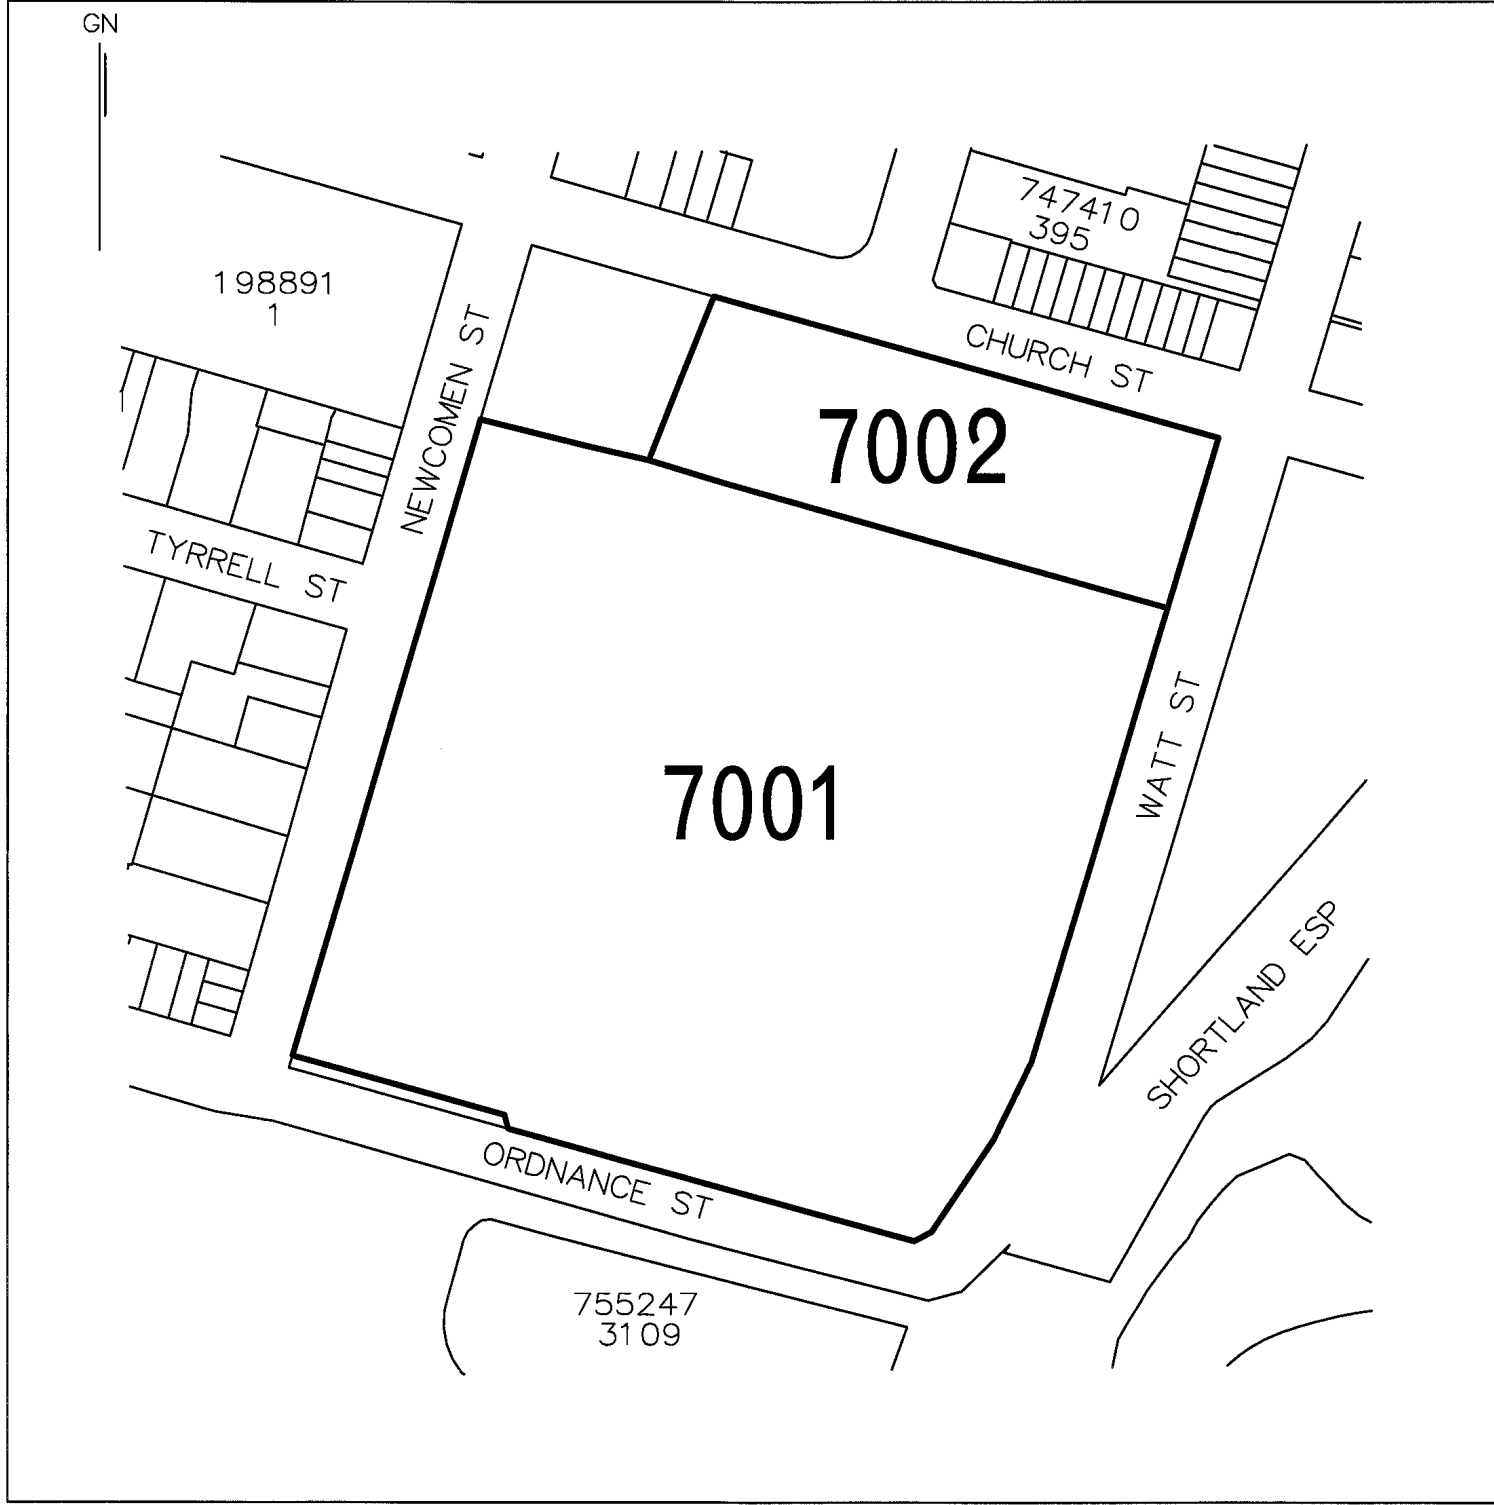 GN
747410
395
198891
1
NEWCOMEN ST
CHURCH ST
7002
TYRRELL ST
WATT ST
7001
SHORTLAND ESP
ORDNANCE ST
755247
3109